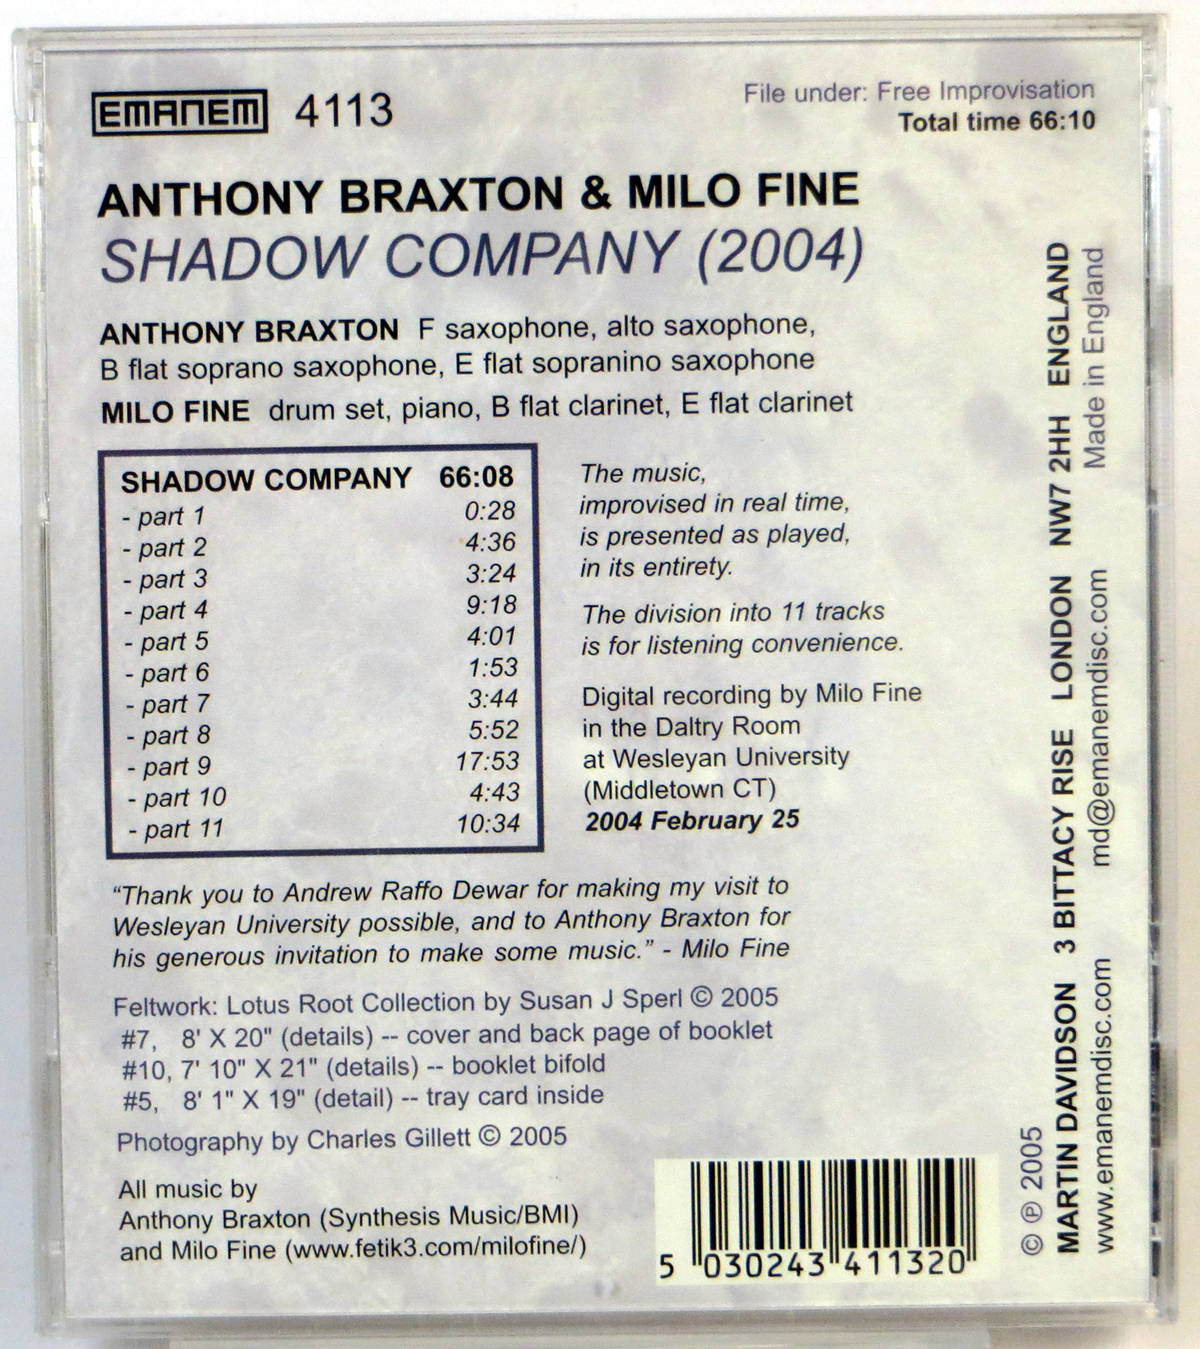 EMANEM 4113
File under: Free Improvisation
Total time 66:10
ANTHONY BRAXTON & MILO FINE
SHADOW COMPANY (2004)
ANTHONY BRAXTON F saxophone, alto saxophone,
B flat soprano saxophone, E flat sopranino saxophone
MILO FINE drum set, piano, B flat clarinet, E flat clarinet
SHADOW COMPANY 66:08
- part 1 0:28
- part 2 4:36
- part 3 3:24
- part 4 9:18
- part 5 4:01
- part 6 1:53
- part 7 3:44
- part 8 5:52
- part 9 17:53
- part 10 4:43
- part 11 10:34
The music,
improvised in real time,
is presented as played,
in its entirety.
The division into 11 tracks
is for listening convenience.
Digital recording by Milo Fine
in the Daltry Room
at Wesleyan University
(Middletown CT)
2004 February 25
“Thank you to Andrew Raffo Dewar for making my visit to
Wesleyan University possible, and to Anthony Braxton for
his generous invitation to make some music.” - Milo Fine
Feltwork: Lotus Root Collection by Susan J Sperl © 2005
#7, 8' X 20" (details) -- cover and back page of booklet
#10, 7' 10" X 21" (details) -- booklet bifold
#5, 8' 1" X 19" (detail) -- tray card inside
Photography by Charles Gillett © 2005
All music by
Anthony Braxton (Synthesis Music/BMI)
and Milo Fine (www.fetik3.com/milofine/)
5 030243 411320
© ℗ 2005
MARTIN DAVIDSON 3 BITTACY RISE LONDON NW7 2HH ENGLAND
www.emanemdisc.com md@emanemdisc.com Made in England